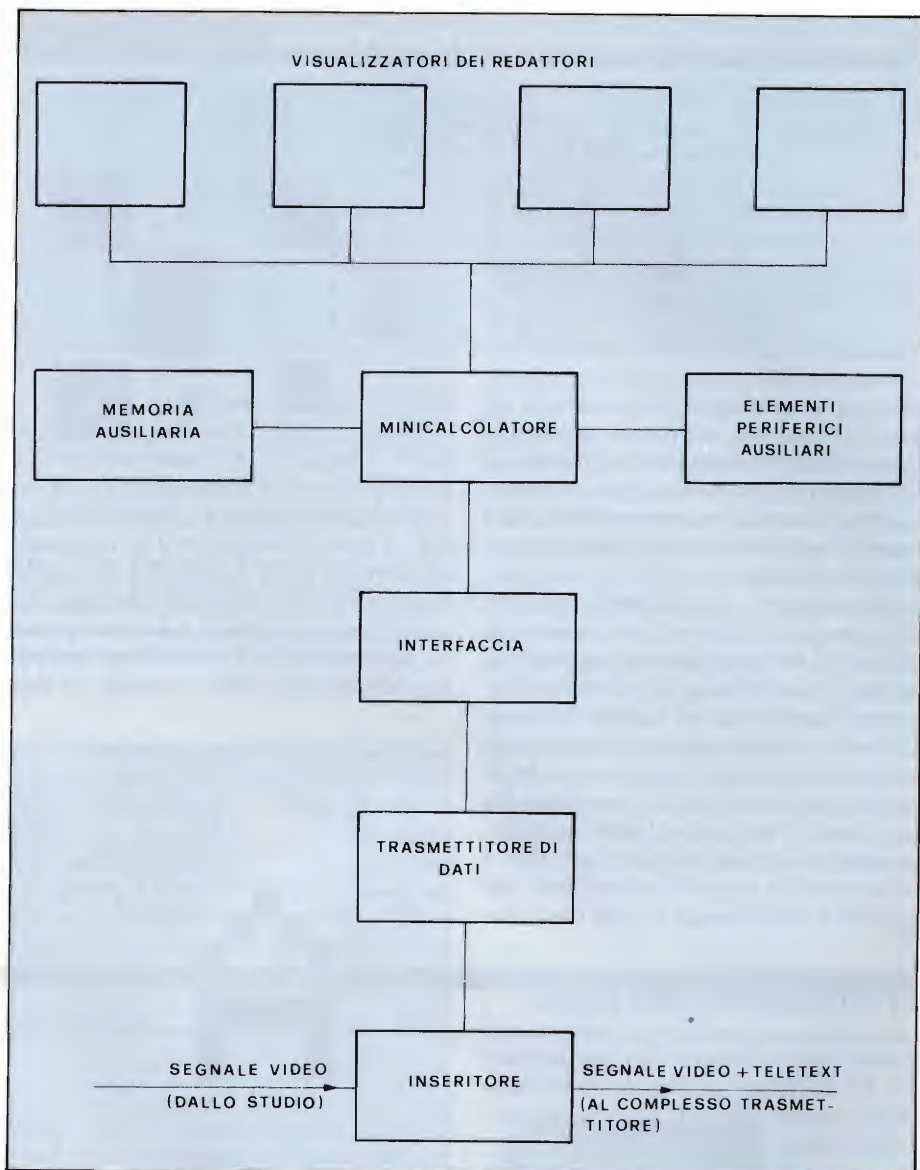 VISUALIZZATORI DEI REDATTORI
MEMORIA
AUSILIARIA
MINICALCOLATORE
ELEMENTI
PERIFERICI
AUSILIARI
INTERFACCIA
TRASMETTITORE DI
DATI
SEGNALE VIDEO
(DALLO STUDIO)
INSERITORE
SEGNALE VIDEO + TELETEXT
(AL COMPLESSO TRASMET-
TITORE)